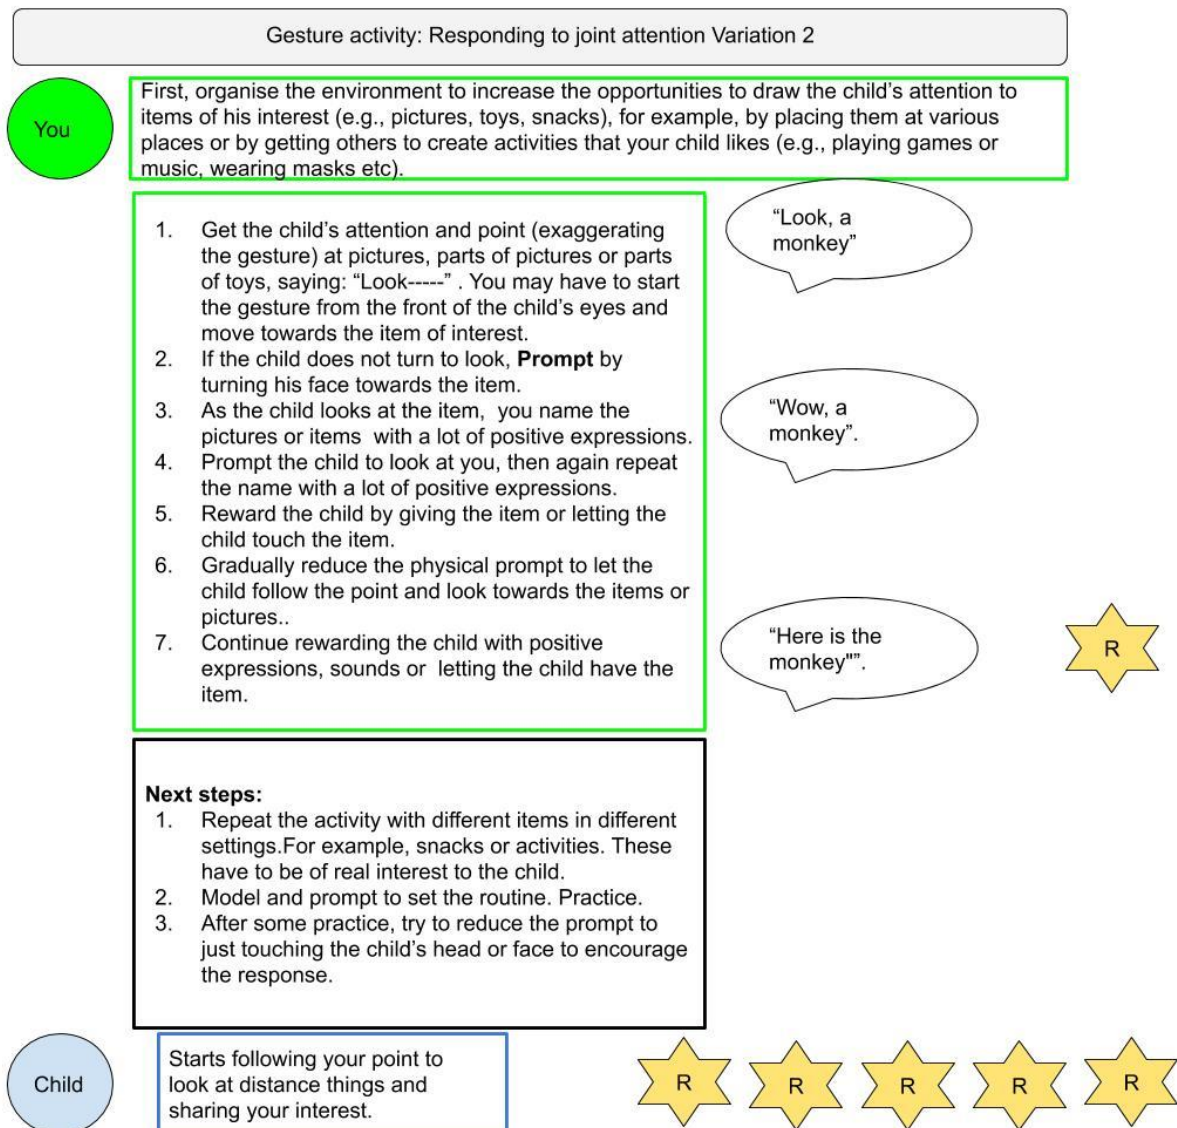 Gesture activity: Responding to joint attention Variation 2
You
First, organise the environment to increase the opportunities to draw the child's attention to
items of his interest (e.g., pictures, toys, snacks), for example, by placing them at various
places or by getting others to create activities that your child likes (e.g., playing games or
music, wearing masks etc).
1. Get the child's attention and point (exaggerating
the gesture) at pictures, parts of pictures or parts
of toys, saying: “Look-----” . You may have to start
the gesture from the front of the child's eyes and
move towards the item of interest.
2. If the child does not turn to look, Prompt by
turning his face towards the item.
3. As the child looks at the item,  you name the
pictures or items  with a lot of positive expressions.
4. Prompt the child to look at you, then again repeat
the name with a lot of positive expressions.
5. Reward the child by giving the item or letting the
child touch the item.
6. Gradually reduce the physical prompt to let the
child follow the point and look towards the items or
pictures..
7. Continue rewarding the child with positive
expressions, sounds or  letting the child have the
item.
“Look, a
monkey”
“Wow, a
monkey”.
“Here is the
monkey"”.
R
Next steps:
1. Repeat the activity with different items in different
settings.For example, snacks or activities. These
have to be of real interest to the child.
2. Model and prompt to set the routine. Practice.
3. After some practice, try to reduce the prompt to
just touching the child's head or face to encourage
the response.
Child
Starts following your point to
look at distance things and
sharing your interest.
R
R
R
R
R